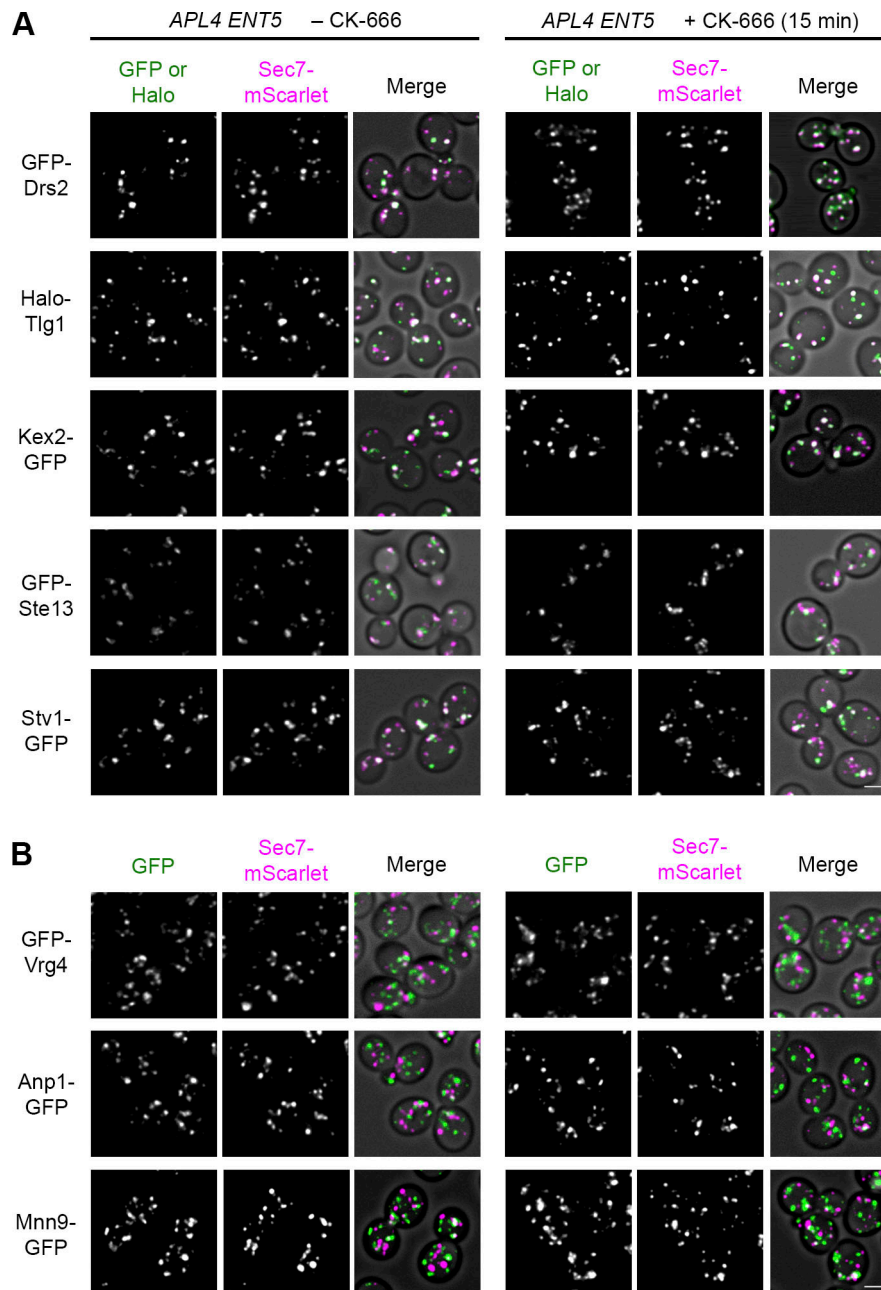 A
APL4 ENT5 – CK-666
APL4 ENT5 + CK-666 (15 min)
GFP or
Halo
Sec7-
mScarlet
Merge
GFP or
Halo
Sec7-
mScarlet
Merge
GFP-
Drs2
Halo-
Tlg1
Kex2-
GFP
GFP-
Ste13
Stv1-
GFP
B
GFP
Sec7-
mScarlet
Merge
GFP
Sec7-
mScarlet
Merge
GFP-
Vrg4
Anp1-
GFP
Mnn9-
GFP